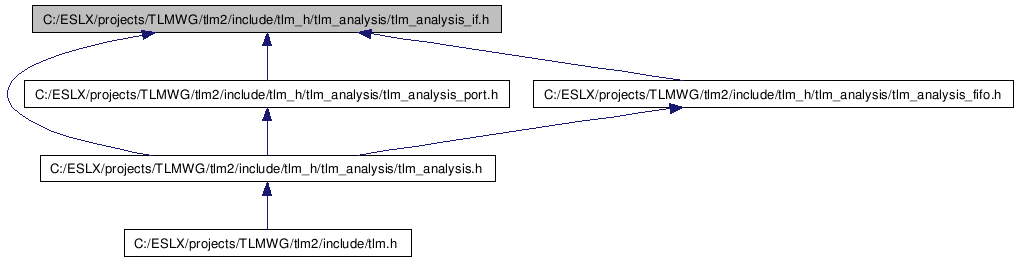 C:/ESLX/projects/TLMWG/tlm2/include/tlm_h/tlm_analysis/tlm_analysis_if.h
C:/ESLX/projects/TLMWG/tlm2/include/tlm_h/tlm_analysis/tlm_analysis_port.h
C:/ESLX/projects/TLMWG/tlm2/include/tlm_h/tlm_analysis/tlm_analysis_fifo.h
C:/ESLX/projects/TLMWG/tlm2/include/tlm_h/tlm_analysis/tlm_analysis.h
C:/ESLX/projects/TLMWG/tlm2/include/tlm.h